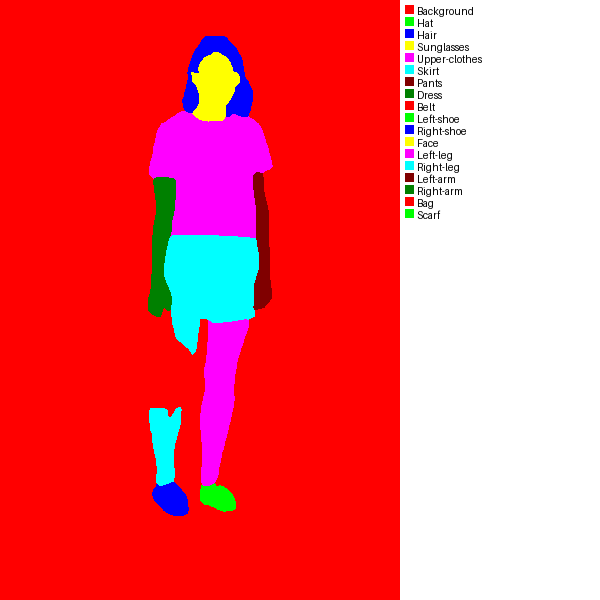 Background
Hat
Hair
Sunglasses
Upper-clothes
Skirt
Pants
Dress
Belt
Left-shoe
Right-shoe
Face
Left-leg
Right-leg
Left-arm
Right-arm
Bag
Scarf